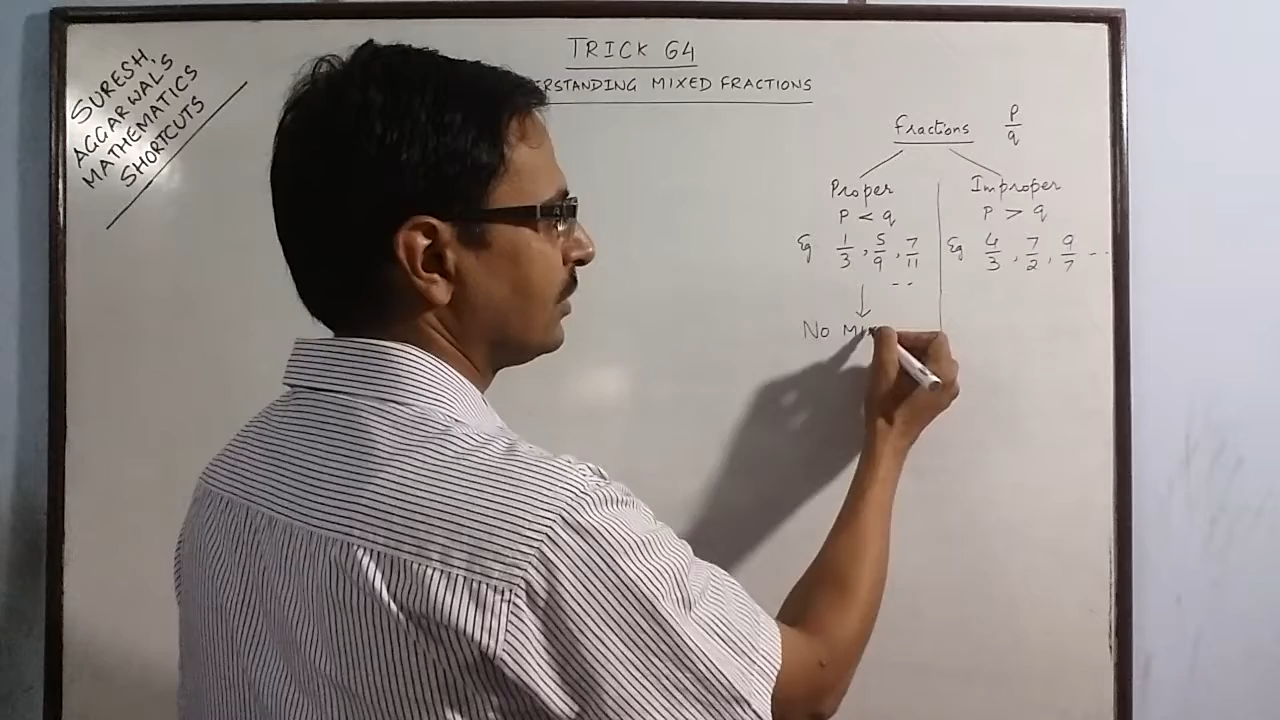 SURESH
AGGARWAL'S
MATHEMATICS
SHORTCUTS
TRICK 64
MIXED FRACTIONS
Fractions P/q
Proper
P < q
Eg 1/3, 5/9, 7/11
--
No
Improper
P > q
Eg 4/3, 7/2, 9/7 --